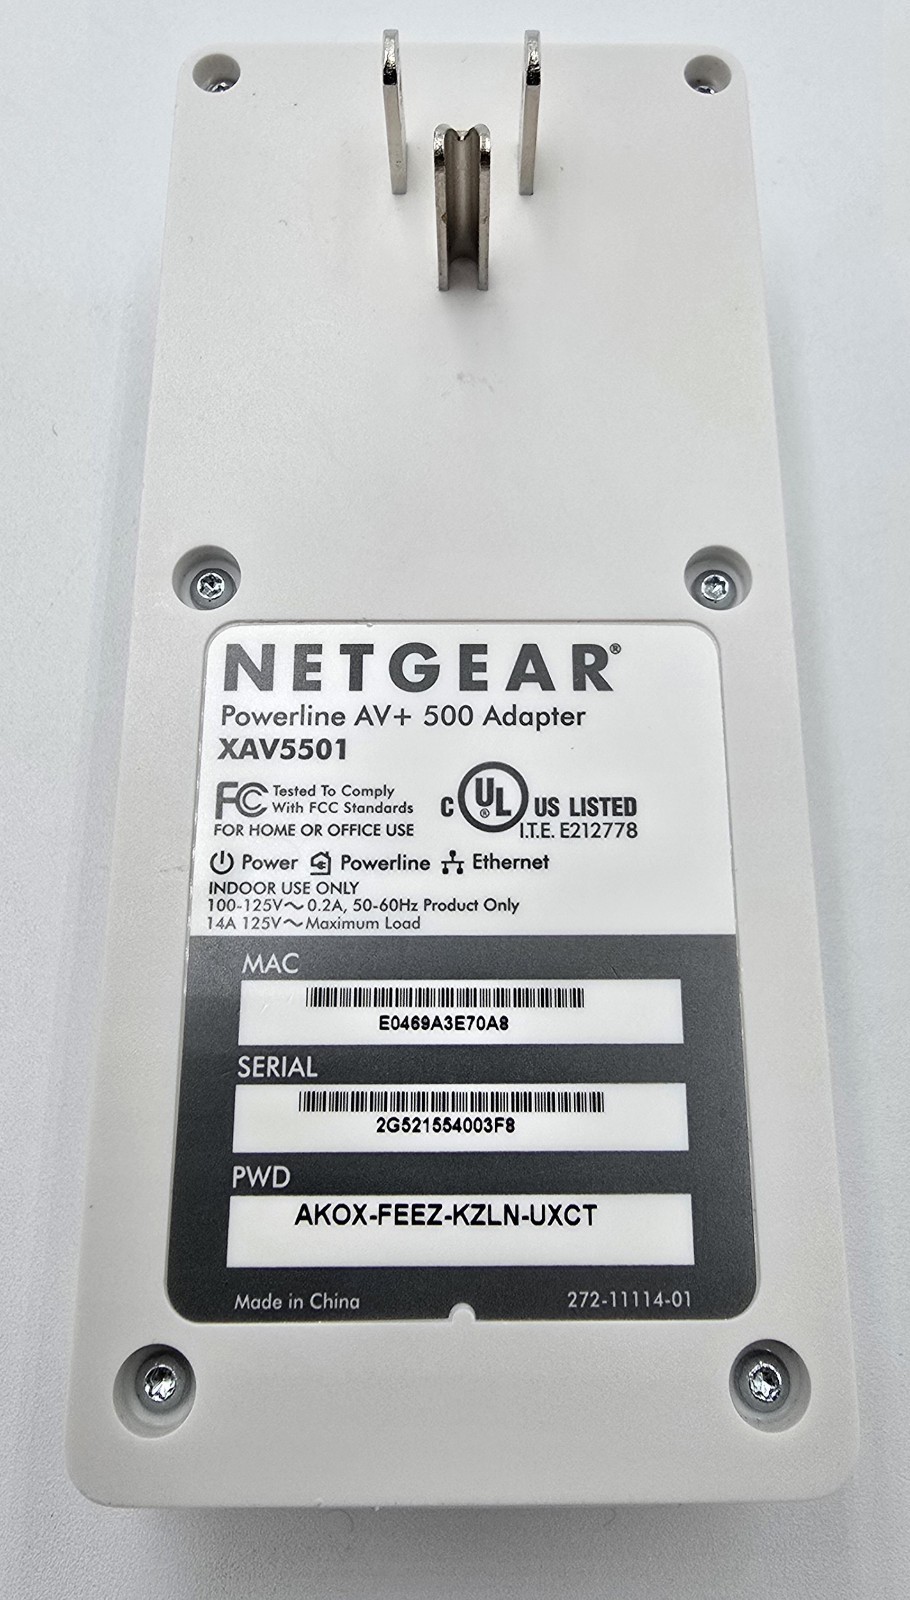 NETGEAR®
Powerline AV+ 500 Adapter
XAV5501
FC Tested To Comply
With FCC Standards
FOR HOME OR OFFICE USE
C UL® US LISTED
I.T.E. E212778
Power Powerline Ethernet
INDOOR USE ONLY
100-125V～0.2A, 50-60Hz Product Only
14A 125V～Maximum Load
MAC
E0469A3E70A8
SERIAL
2G521554003F8
PWD
AKOX-FEEZ-KZLN-UXCT
Made in China 272-11114-01